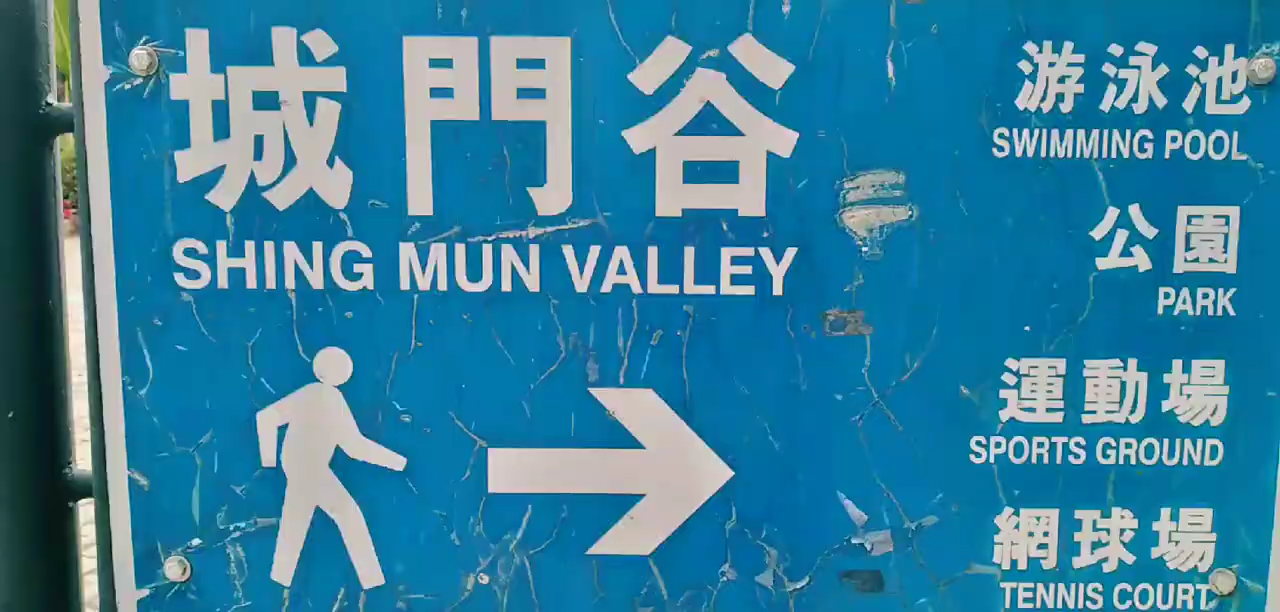 城門谷
SHING MUN VALLEY
游泳池
SWIMMING POOL
公園
PARK
運動場
SPORTS GROUND
網球場
TENNIS COURT